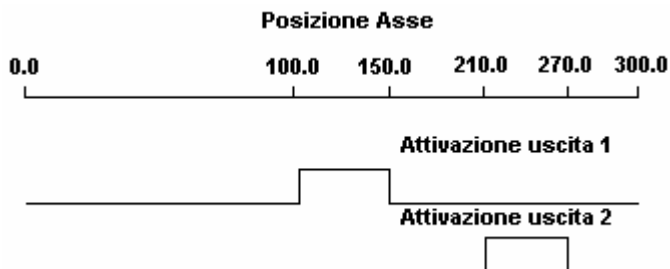 Posizione Asse
0.0 100.0 150.0 210.0 270.0 300.0
Attivazione uscita 1
Attivazione uscita 2